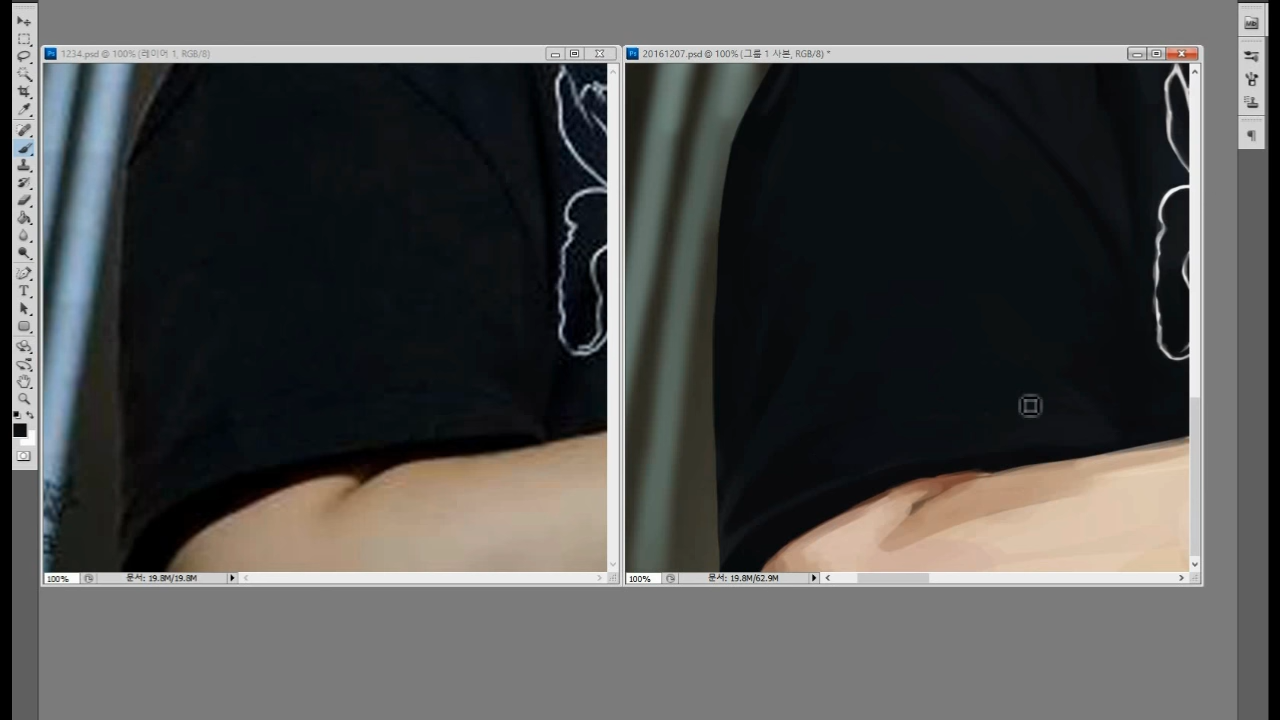 1234.psd @ 100% (레이어 1, RGB/8)
20161207.psd @ 100% (그룹 1 사본, RGB/8) *
100%
문서: 19.8M/19.8M
100%
문서: 19.8M/62.9M